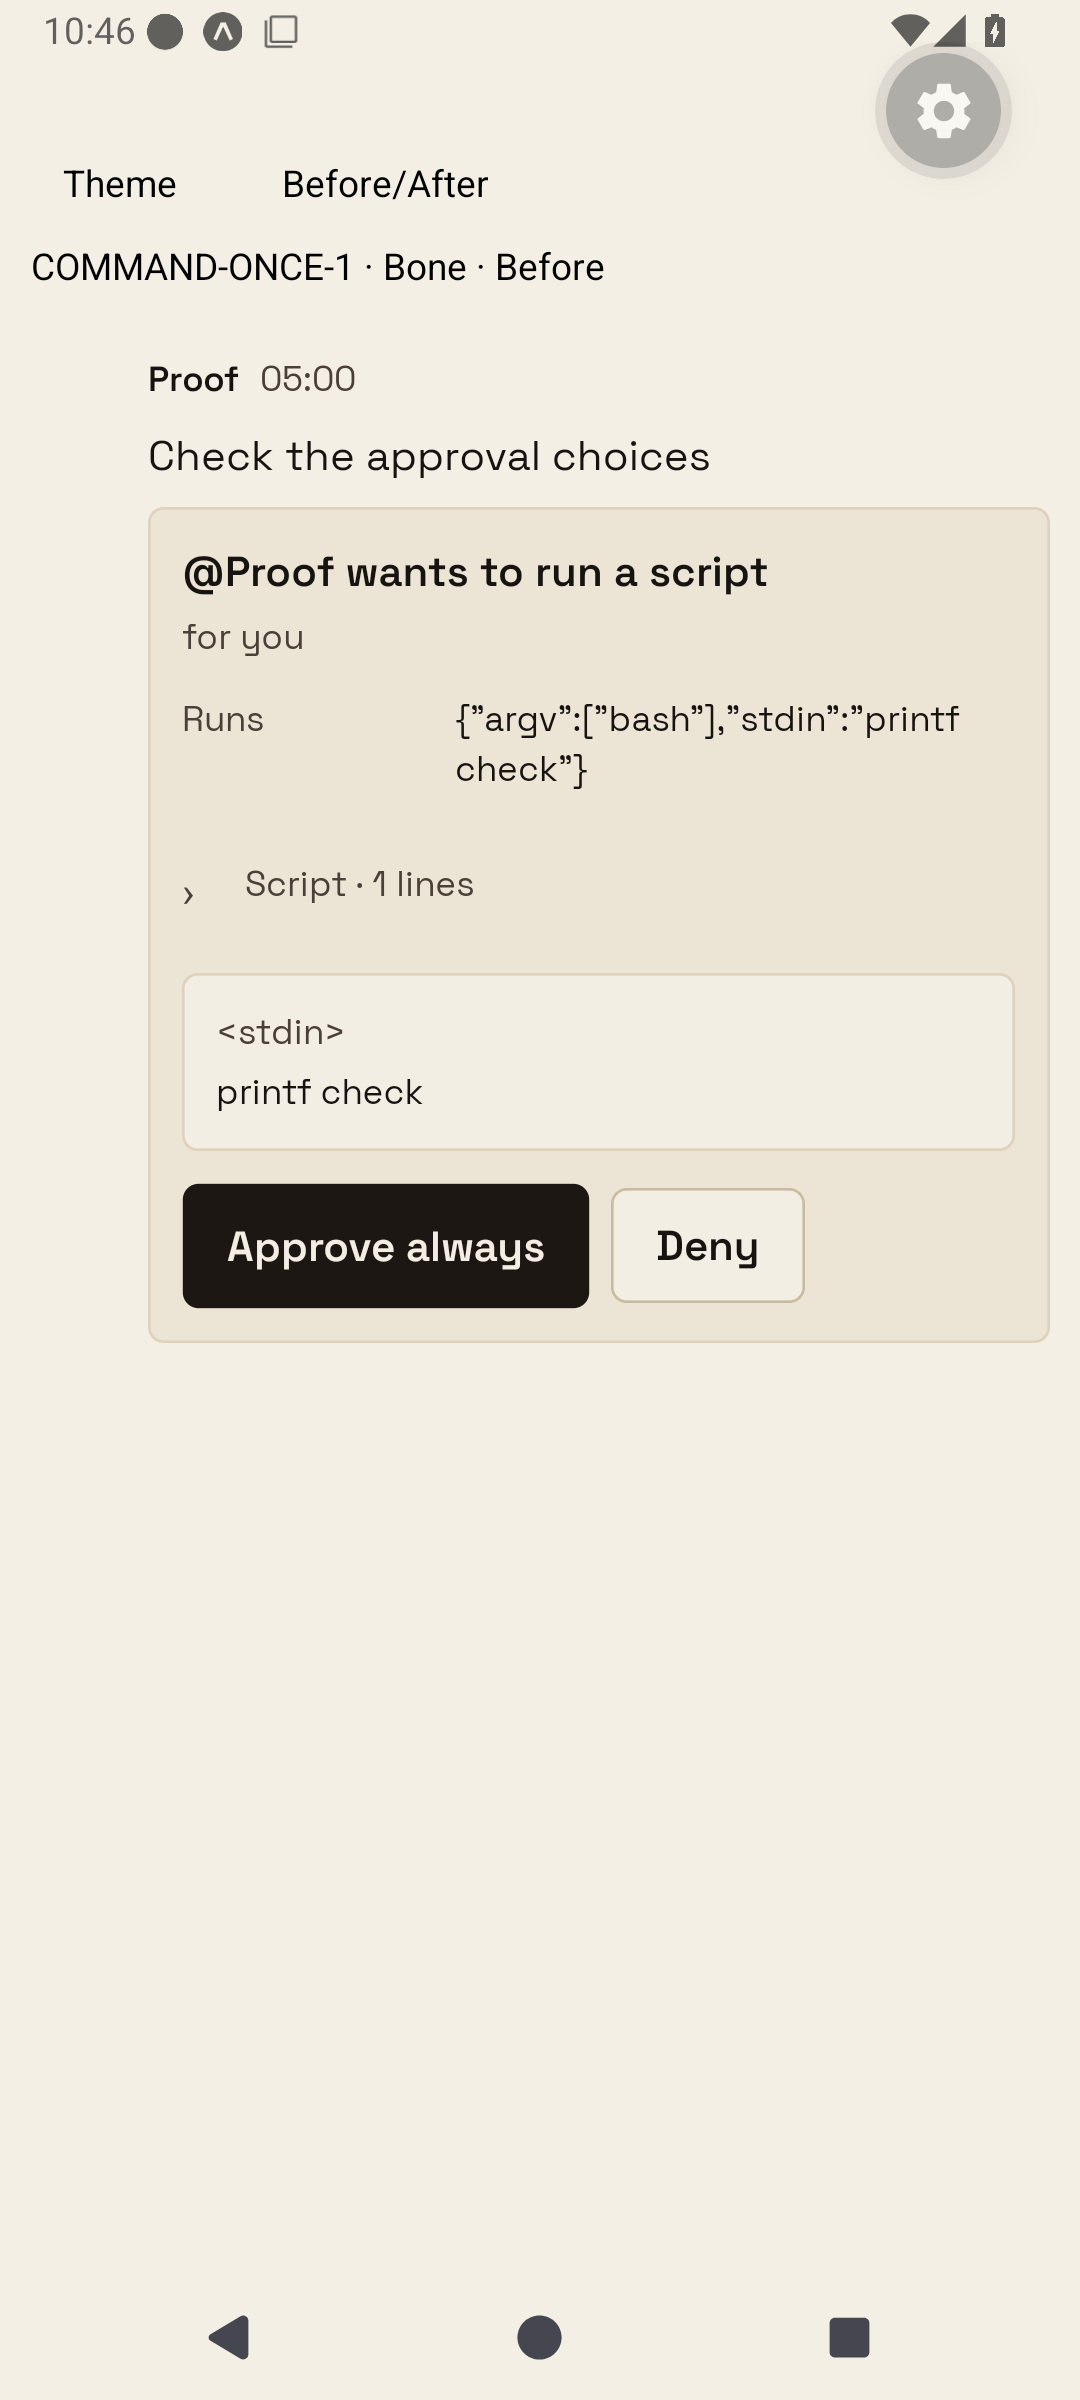 10:46
Theme Before/After
COMMAND-ONCE-1 · Bone · Before
Proof 05:00
Check the approval choices
@Proof wants to run a script
for you
Runs {"argv":["bash"],"stdin":"printf
check"}
› Script · 1 lines
<stdin>
printf check
Approve always Deny